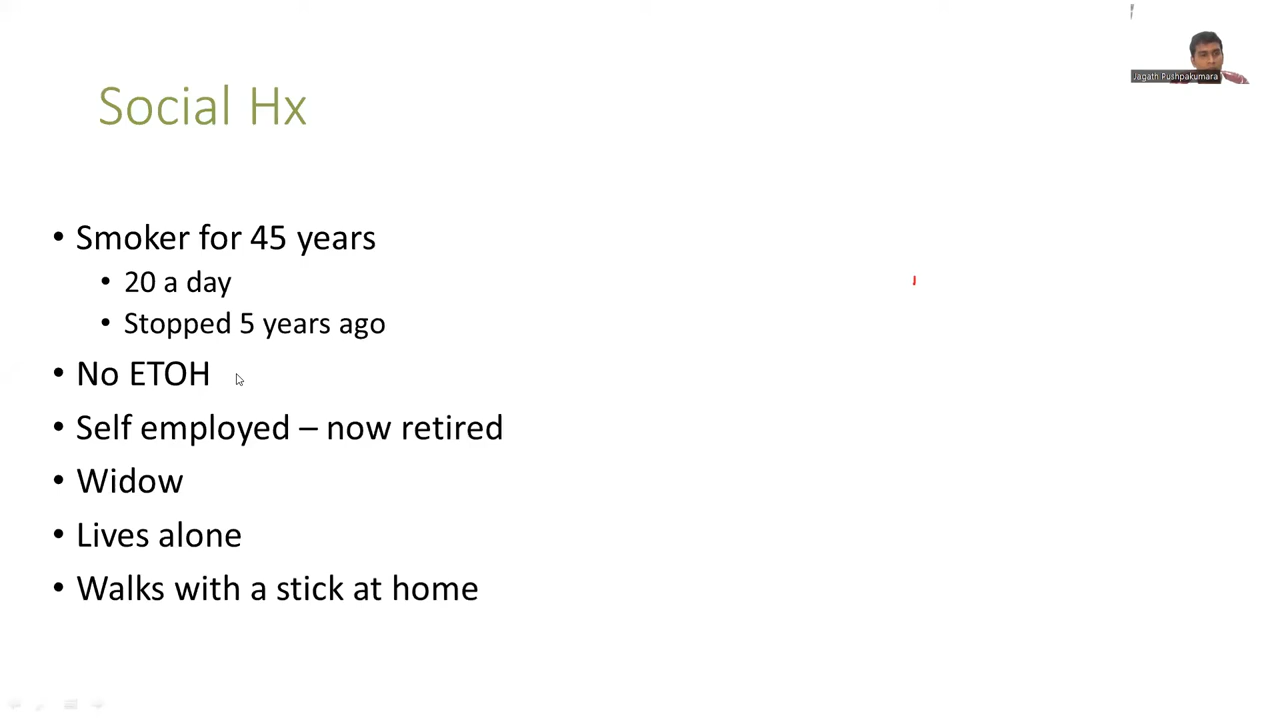 Jagath Pushpakumara
Social Hx
• Smoker for 45 years
• 20 a day
• Stopped 5 years ago
• No ETOH
• Self employed – now retired
• Widow
• Lives alone
• Walks with a stick at home